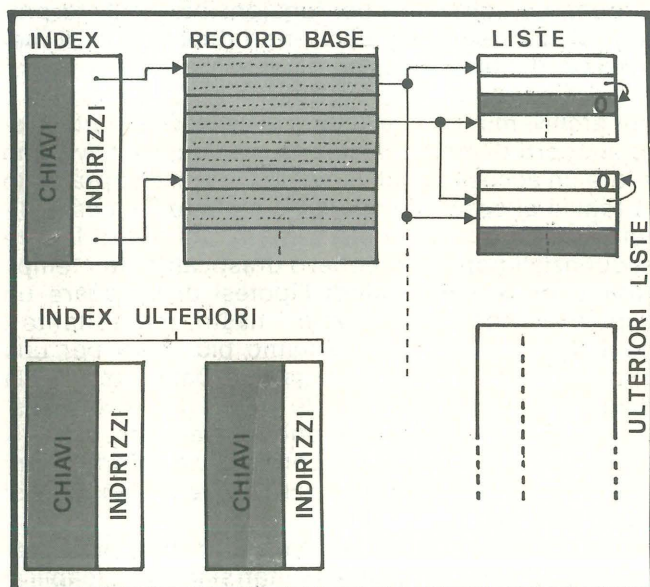 INDEX
RECORD BASE
LISTE
CHIAVI
INDIRIZZI
0
0
ULTERIORI LISTE
INDEX ULTERIORI
CHIAVI
INDIRIZZI
CHIAVI
INDIRIZZI